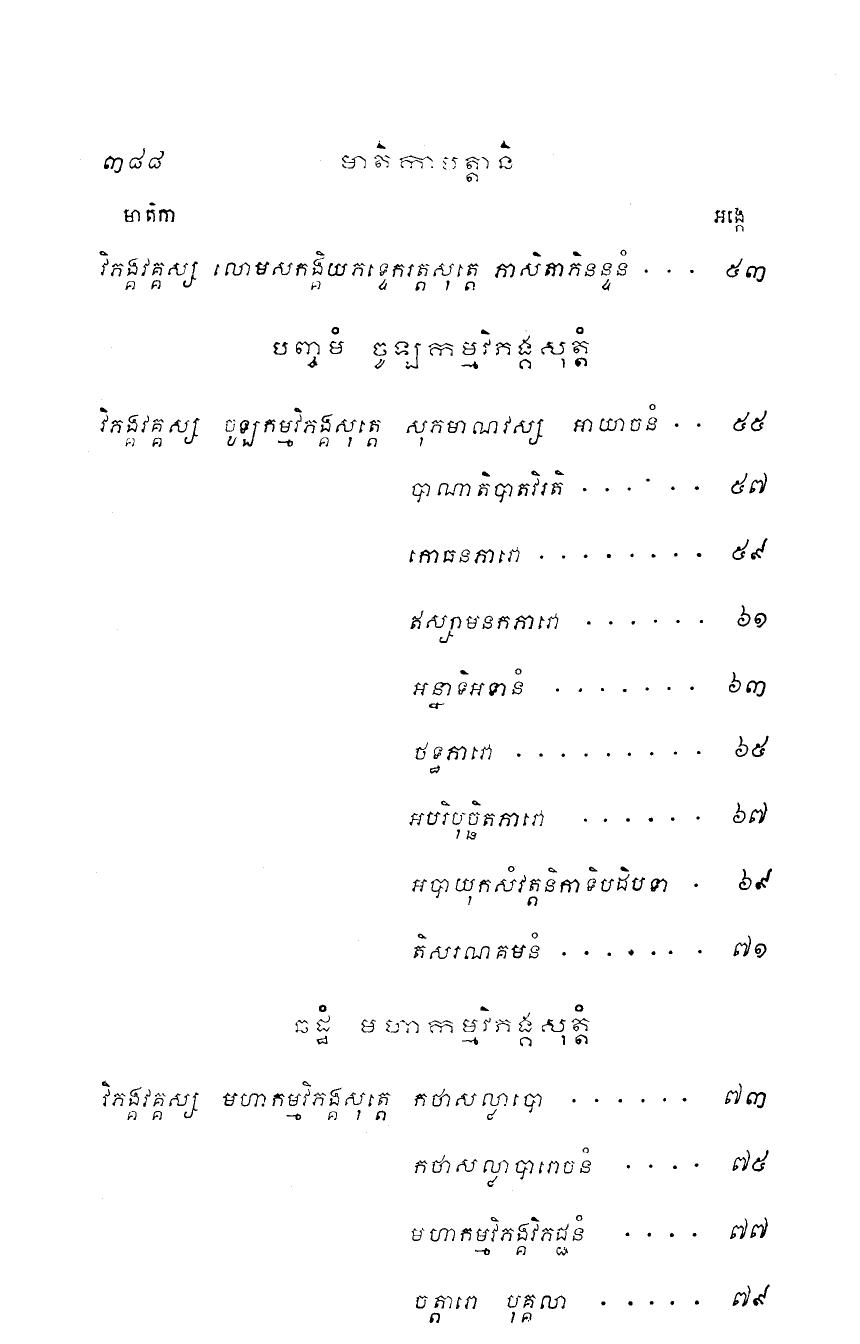 ៣៨៨ មាតិកាបត្តានិ
មាតិកា អង្កេ
វិភង្គវគ្គស្ស លោមសកង្គិយភទ្ទេករត្តសុត្តេ ភាសិតាភិនន្ទនំ . . . ៥៣
បញ្ចមំ ចូឡកម្មវិភង្គសុត្តំ
វិភង្គវគ្គស្ស ចូឡកម្មវិភង្គសុត្តេ សុភមាណវស្ស អាយាចនំ . . ៥៥
បាណាតិបាតវិរតិ . . . . . . ៥៧
កោធនភាវោ . . . . . . . . ៥៩
ឥស្សាមនកភាវោ . . . . . . ៦១
អន្នាទិអទានំ . . . . . . . ៦៣
ថទ្ធភាវោ . . . . . . . . . ៦៥
អបរិបុច្ឆិតភាវោ . . . . . . ៦៧
អបាយុកសំវត្តនិកាទិបដិបទា . ៦៩
តិសរណគមនំ . . . . . . . ៧១
ឆដ្ឋំ មហាកម្មវិភង្គសុត្តំ
វិភង្គវគ្គស្ស មហាកម្មវិភង្គសុត្តេ កថាសល្លាបោ . . . . . . ៧៣
កថាសល្លាបារោចនំ . . . . ៧៥
មហាកម្មវិភង្គវិភជ្ជនំ . . . . ៧៧
ចត្តារោ បុគ្គលា . . . . . ៧៩